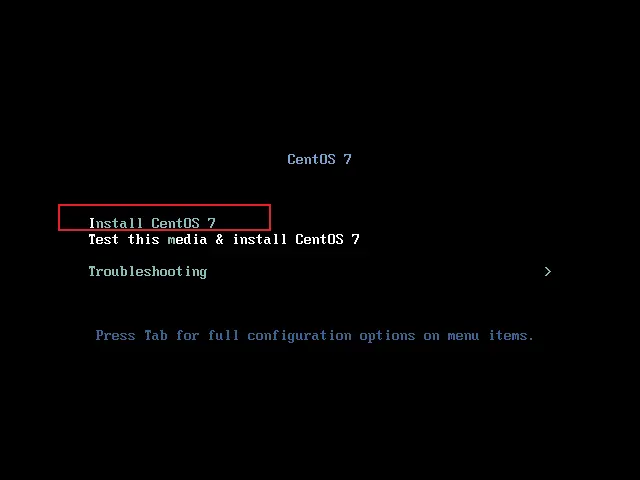 CentOS 7
Install CentOS 7
Test this media & install CentOS 7
Troubleshooting >
Press Tab for full configuration options on menu items.